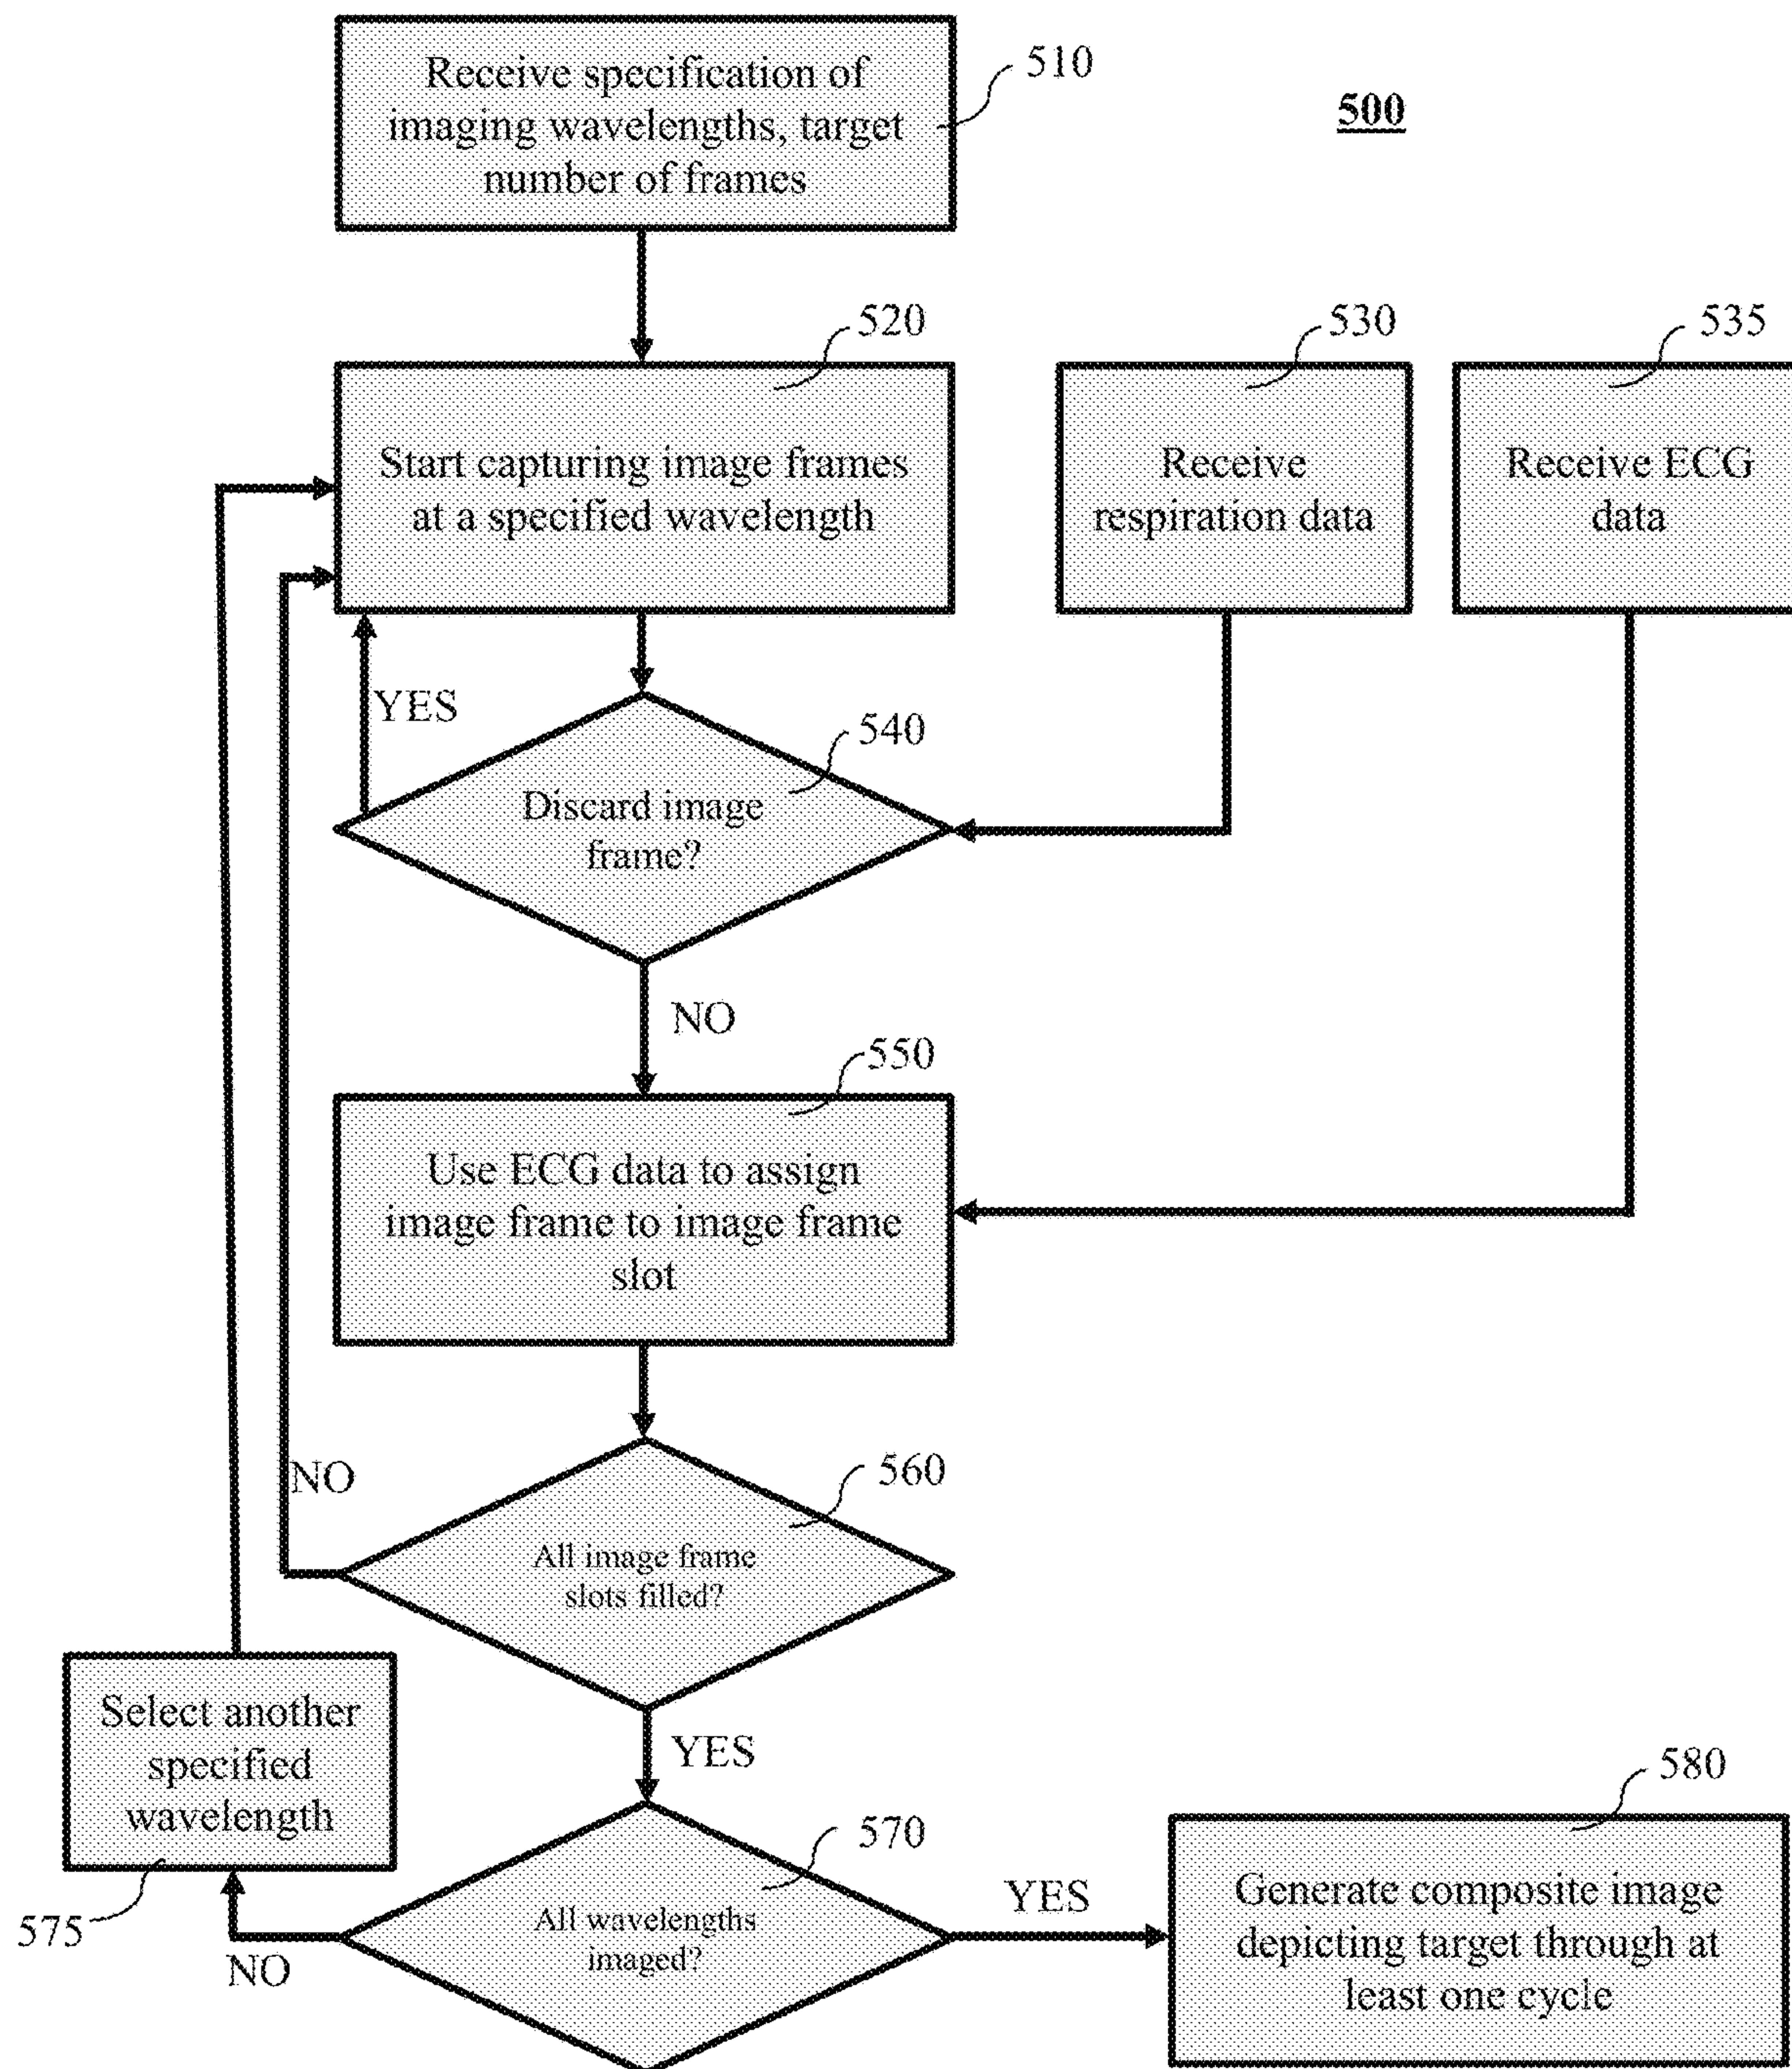 Receive specification of
imaging wavelengths, target
number of frames
510
500
520
530
535
Start capturing image frames
at a specified wavelength
Receive
respiration data
Receive ECG
data
YES
540
Discard image
frame?
NO
550
Use ECG data to assign
image frame to image frame
slot
NO
560
All image frame
slots filled?
Select another
specified
wavelength
YES
575
NO
570
All wavelengths
imaged?
YES
580
Generate composite image
depicting target through at
least one cycle